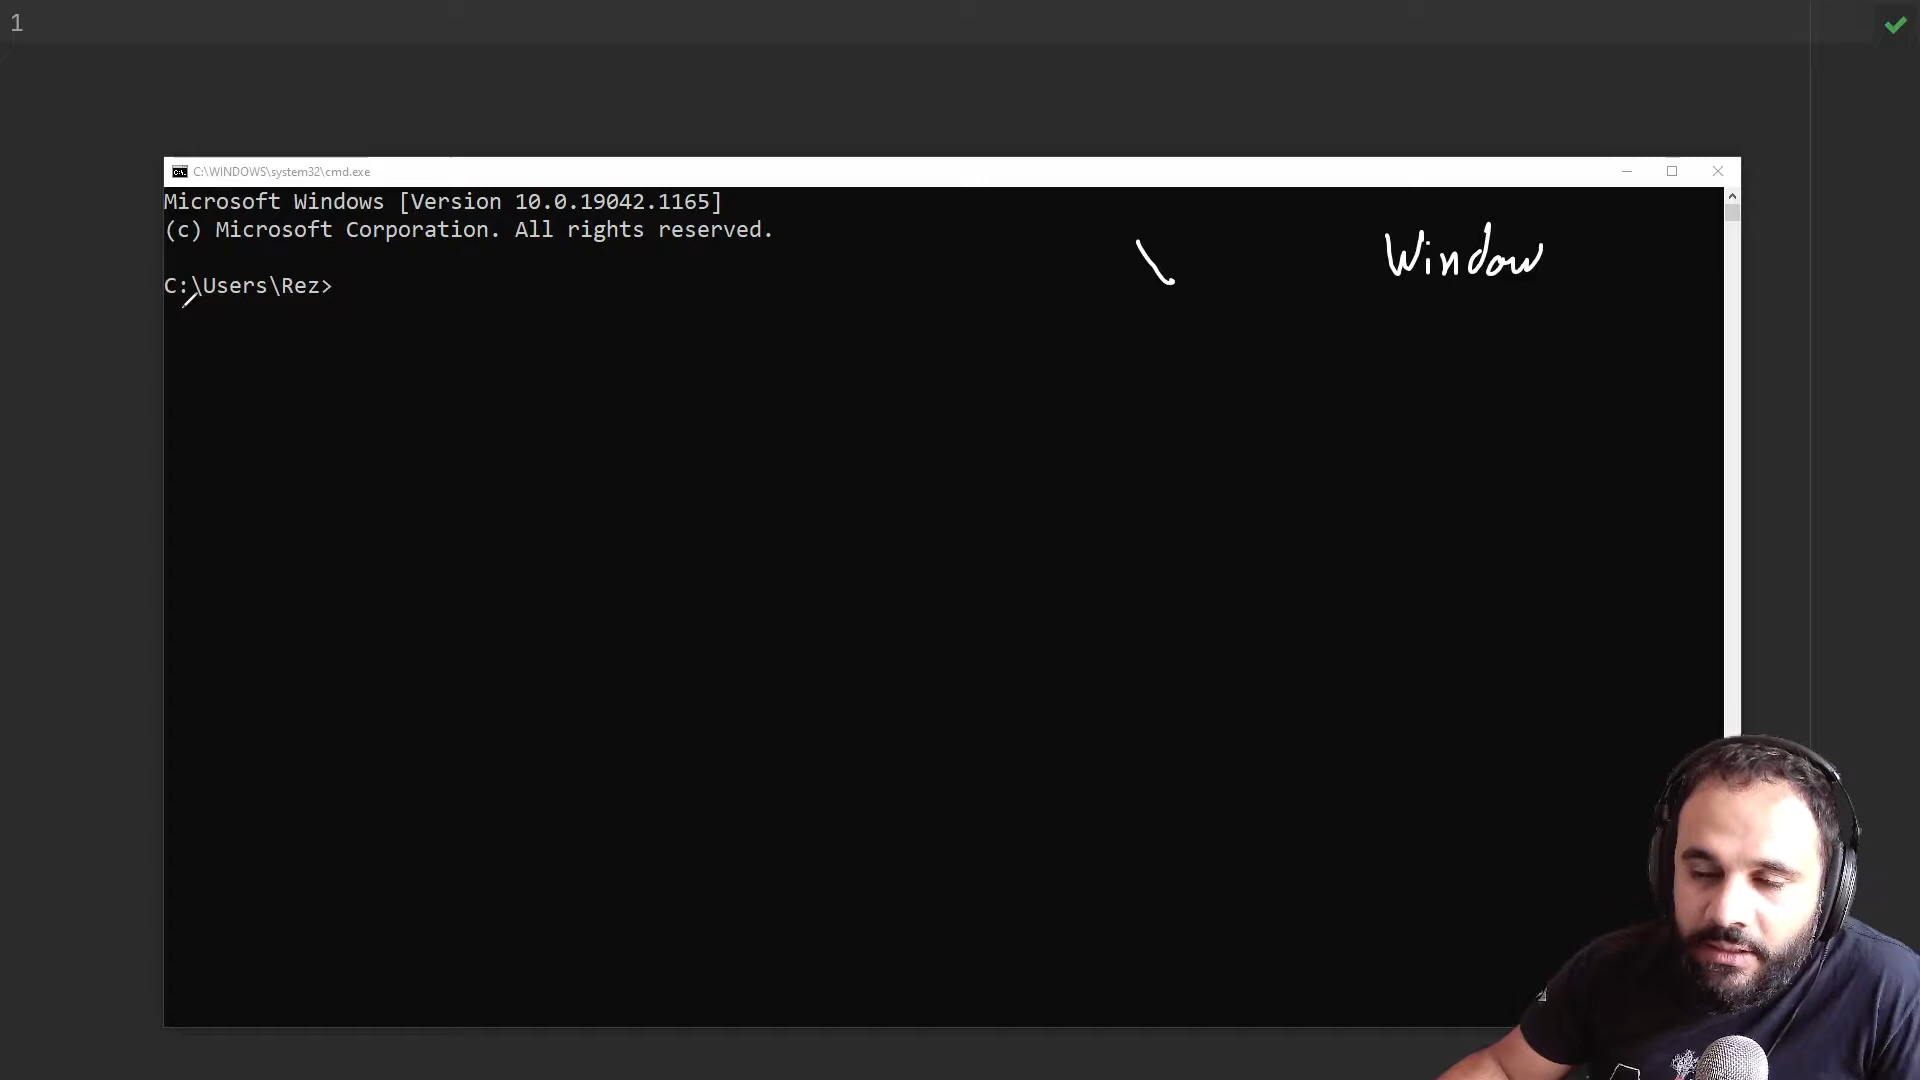 1
C:\WINDOWS\system32\cmd.exe
Microsoft Windows [Version 10.0.19042.1165]
(c) Microsoft Corporation. All rights reserved.
\ Window
C:\Users\Rez>